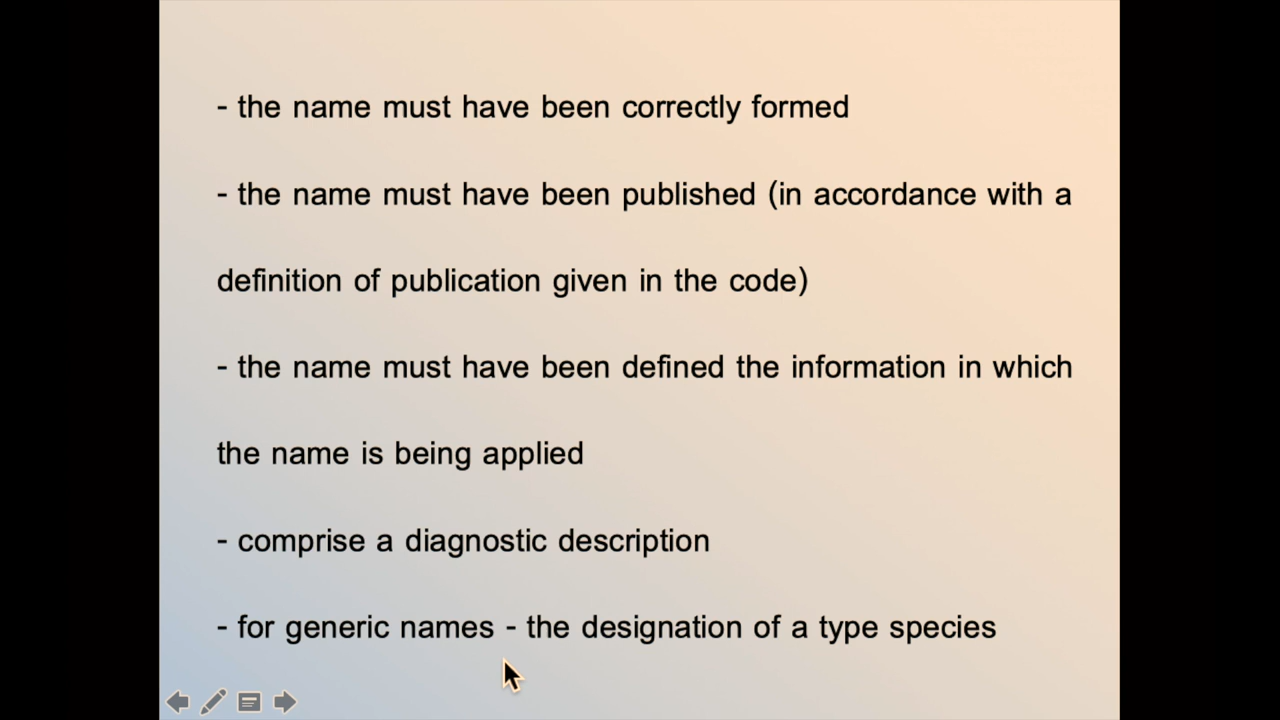 - the name must have been correctly formed
- the name must have been published (in accordance with a
definition of publication given in the code)
- the name must have been defined the information in which
the name is being applied
- comprise a diagnostic description
- for generic names - the designation of a type species